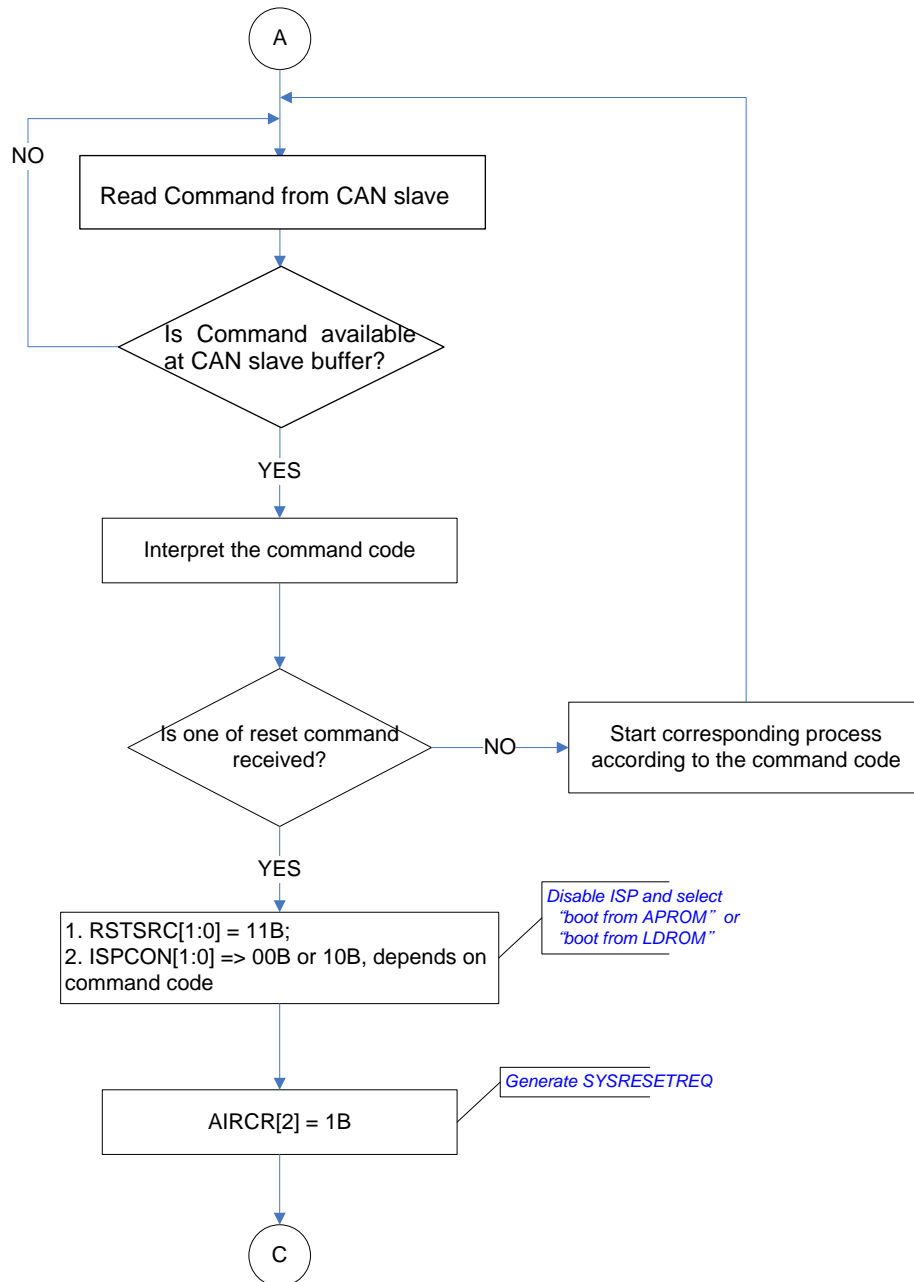 A
NO
Read Command from CAN slave
Is Command available
at CAN slave buffer?
YES
Interpret the command code
Is one of reset command
received?
NO
Start corresponding process
according to the command code
YES
1. RSTSRC[1:0] = 11B;
2. ISPCON[1:0] => 00B or 10B, depends on
command code
Disable ISP and select
“boot from APROM” or
“boot from LDROM”
AIRCR[2] = 1B
Generate SYSRESETREQ
C